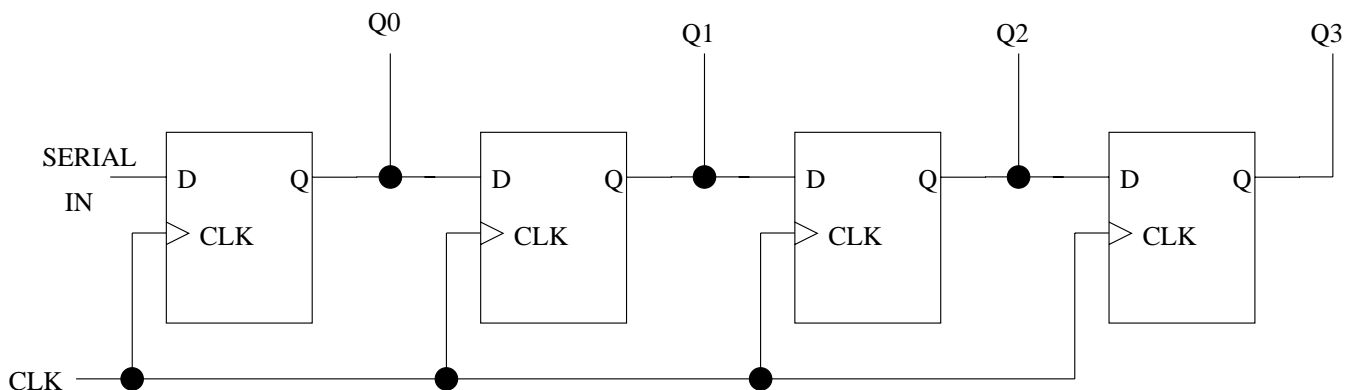 Q0 Q1 Q2 Q3
SERIAL
IN
D Q D Q D Q D Q
CLK CLK CLK CLK
CLK